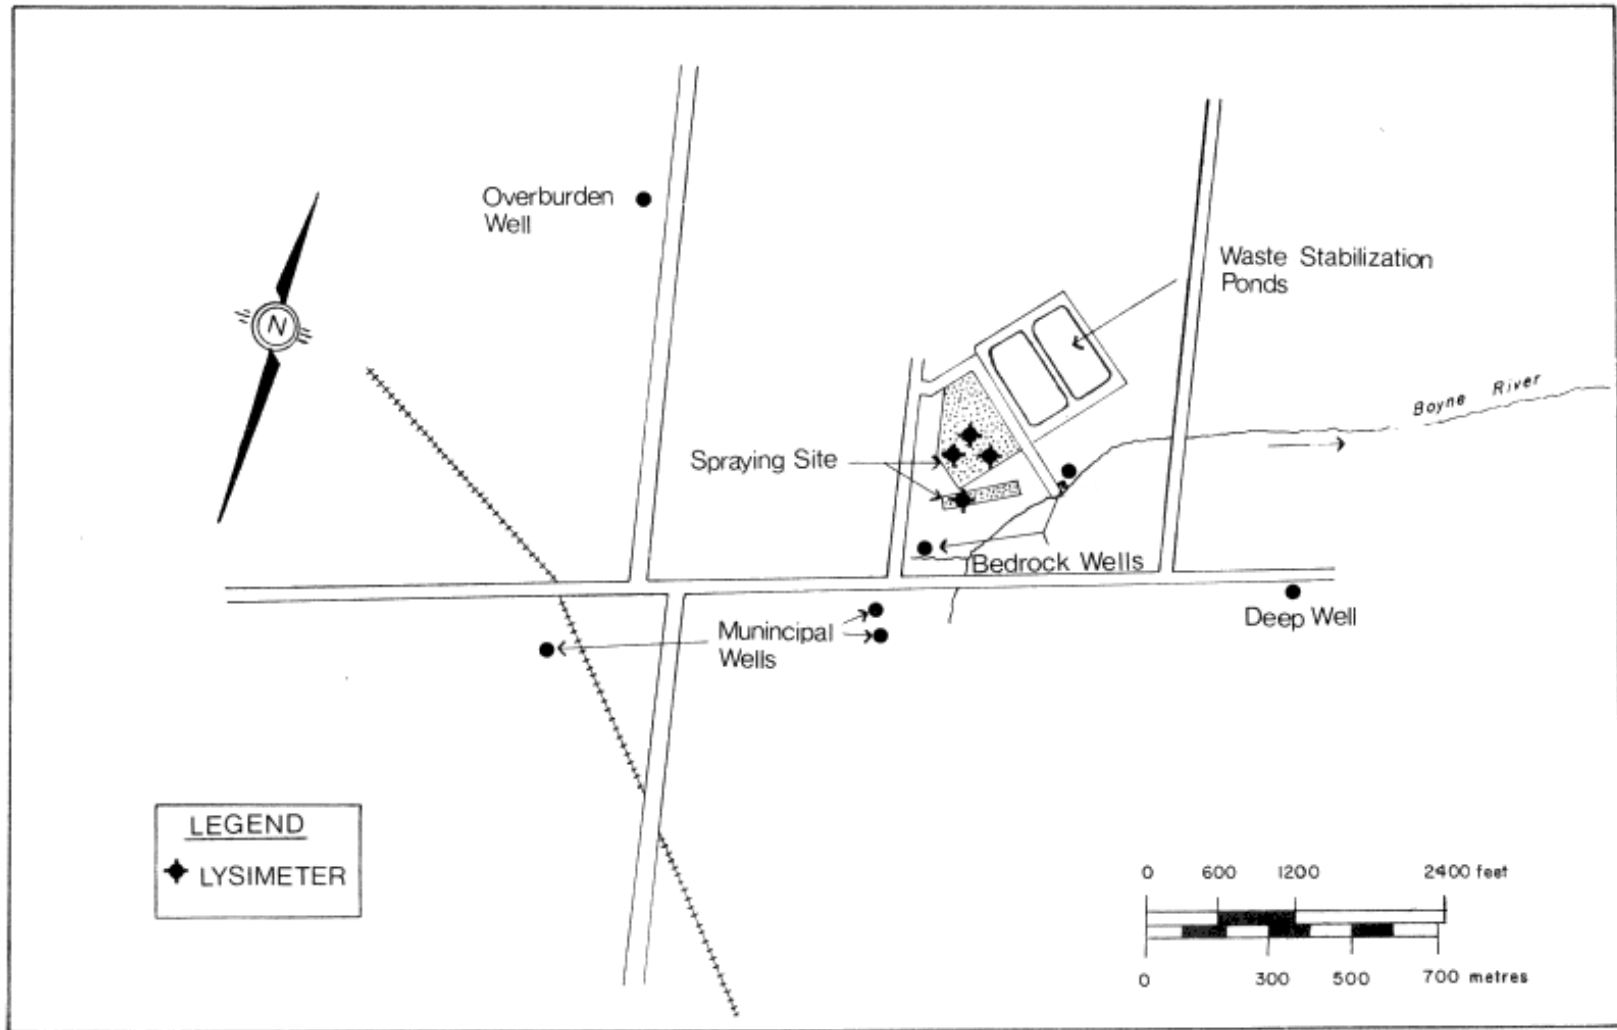 Overburden
Well
N
Waste Stabilization
Ponds
Boyne River
Spraying Site
Bedrock Wells
Munincipal
Wells
Deep Well
LEGEND
LYSIMETER
0 600 1200 2400 feet
0 300 500 700 metres